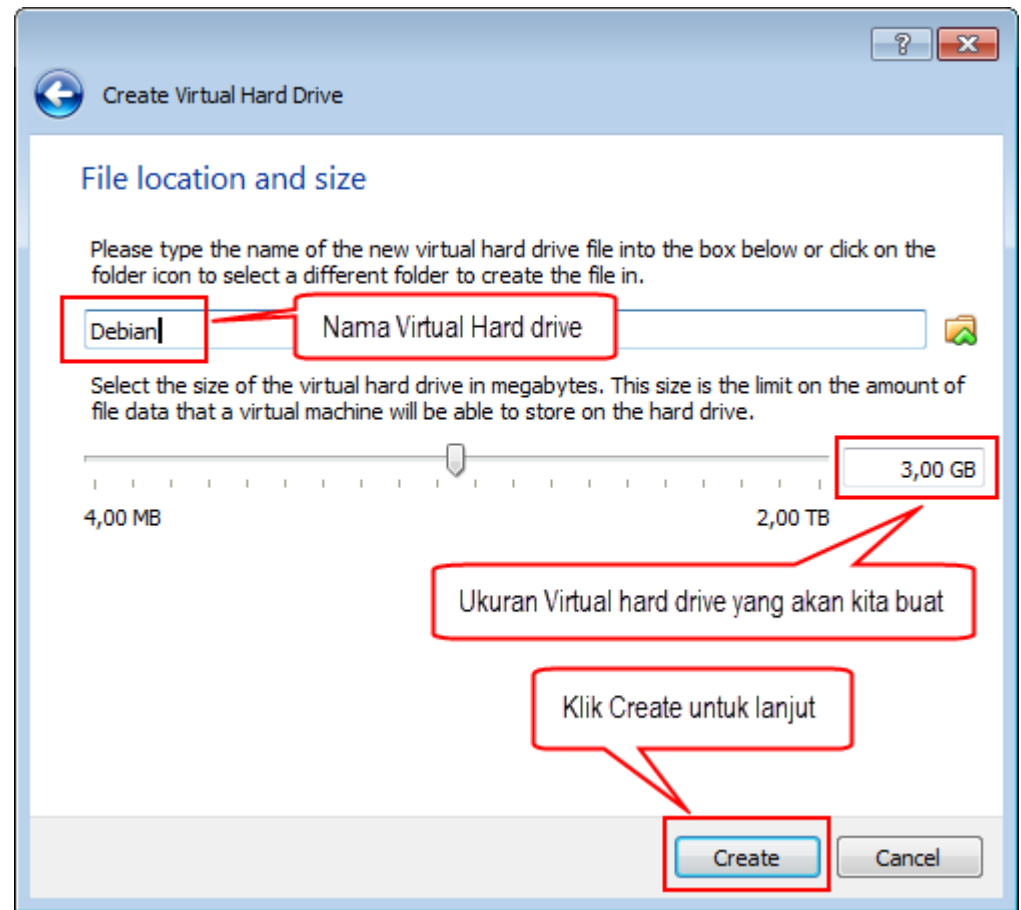 Create Virtual Hard Drive
File location and size
Please type the name of the new virtual hard drive file into the box below or click on the
folder icon to select a different folder to create the file in.
Debian
Nama Virtual Hard drive
Select the size of the virtual hard drive in megabytes. This size is the limit on the amount of
file data that a virtual machine will be able to store on the hard drive.
3,00 GB
4,00 MB
2,00 TB
Ukuran Virtual hard drive yang akan kita buat
Klik Create untuk lanjut
Create
Cancel